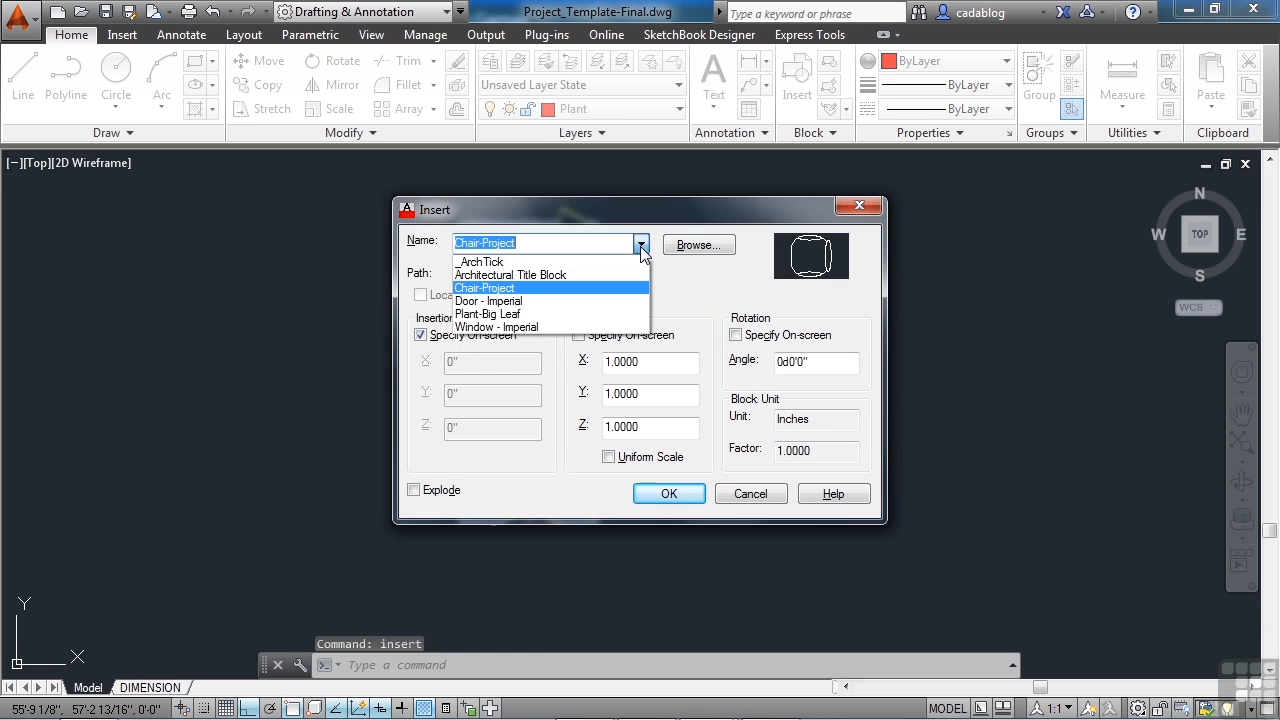 Drafting & Annotation
Project_Template-Final.dwg
Type a keyword or phrase
cadablog
Home Insert Annotate Layout Parametric View Manage Output Plug-ins Online SketchBook Designer Express Tools
Line Polyline Circle Arc
Move Rotate Trim
Copy Mirror Fillet
Stretch Scale Array
Unsaved Layer State
Plant
Text
Insert
ByLayer
ByLayer
ByLayer
Group
Measure
Paste
Draw Modify Layers Annotation Block Properties Groups Utilities Clipboard
[−][Top][2D Wireframe]
N
W TOP E
S
WCS
Insert
Name: Chair-Project Browse...
_ArchTick
Architectural Title Block
Chair-Project
Door - Imperial
Plant-Big Leaf
Window - Imperial
Path:
Loca
Insertion
Specify On-screen
X: 0"
Y: 0"
Z: 0"
Specify On-screen
X: 1.0000
Y: 1.0000
Z: 1.0000
Uniform Scale
Rotation
Specify On-screen
Angle: 0d0'0"
Block Unit
Unit: Inches
Factor: 1.0000
Explode
OK Cancel Help
Y
X
Command: insert
Type a command
Model DIMENSION
55'-9 1/8", 57'-2 13/16", 0'-0"
MODEL
1:1